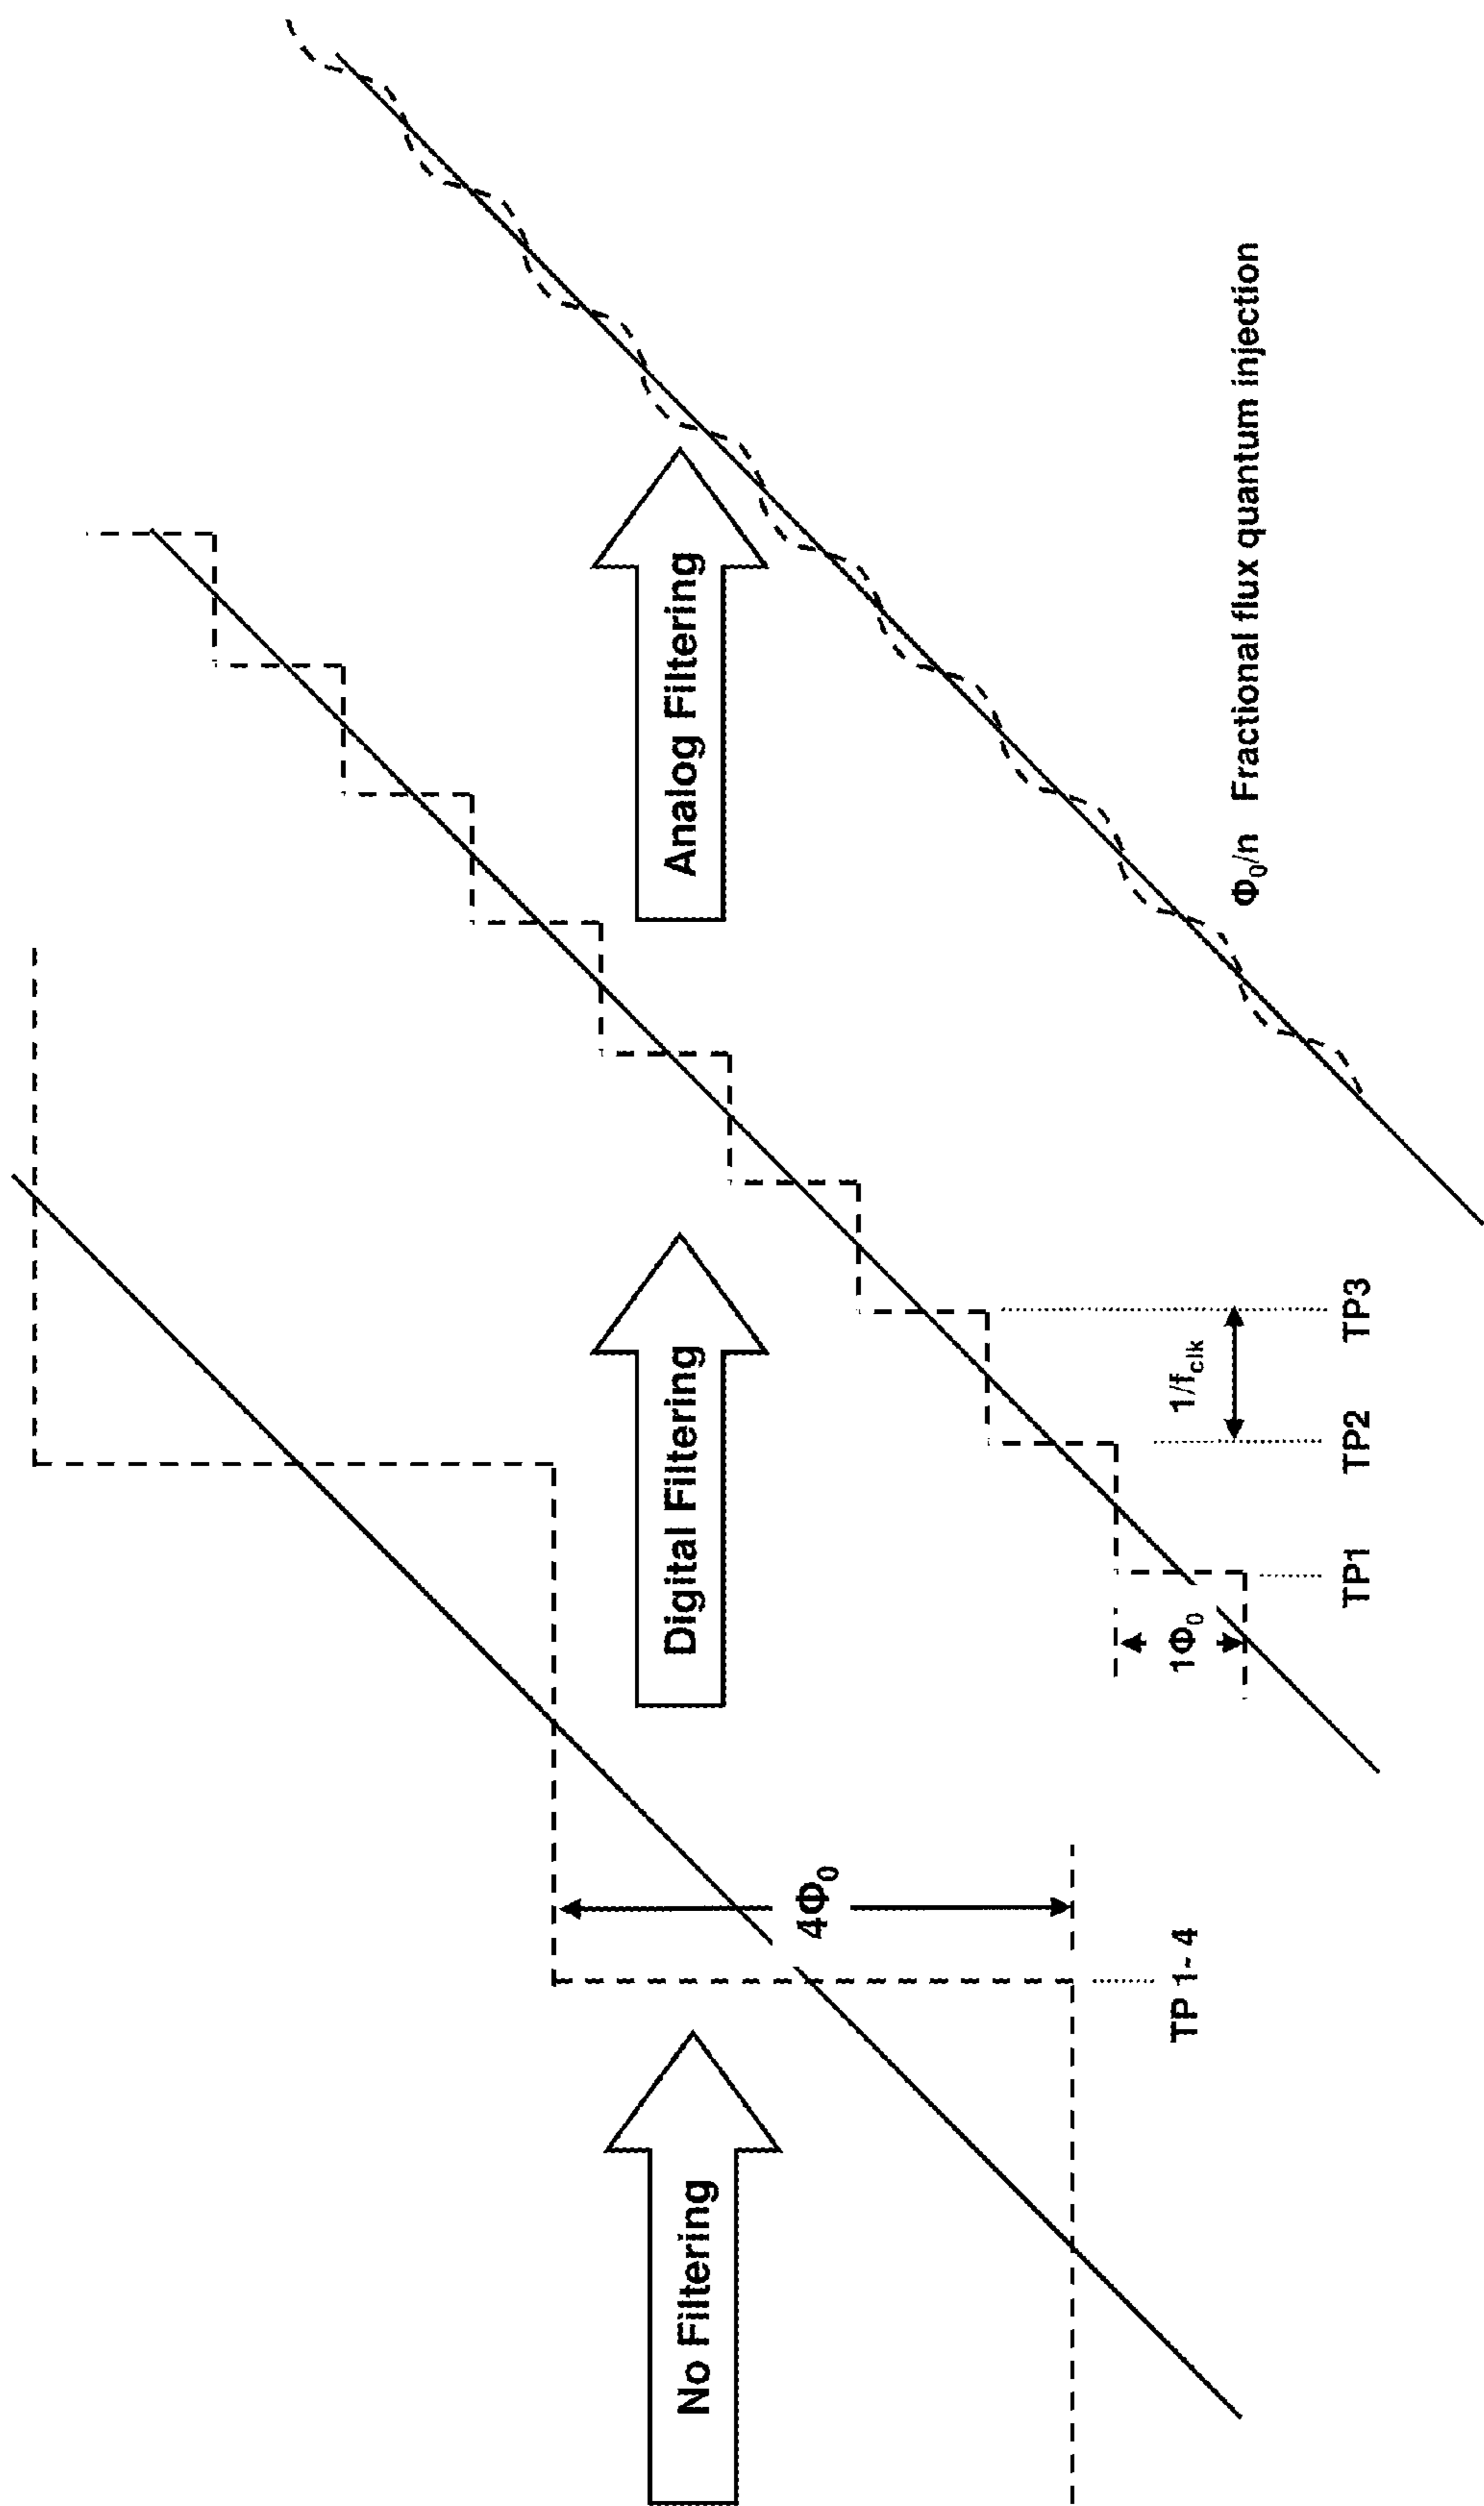 No Filtering
Digital Filtering
Analog Filtering
4Φ₀
TP 1- 4
1Φ₀
1/f_clk
TP1
TP2
TP3
Φ₀/n Fractional flux quantum injection